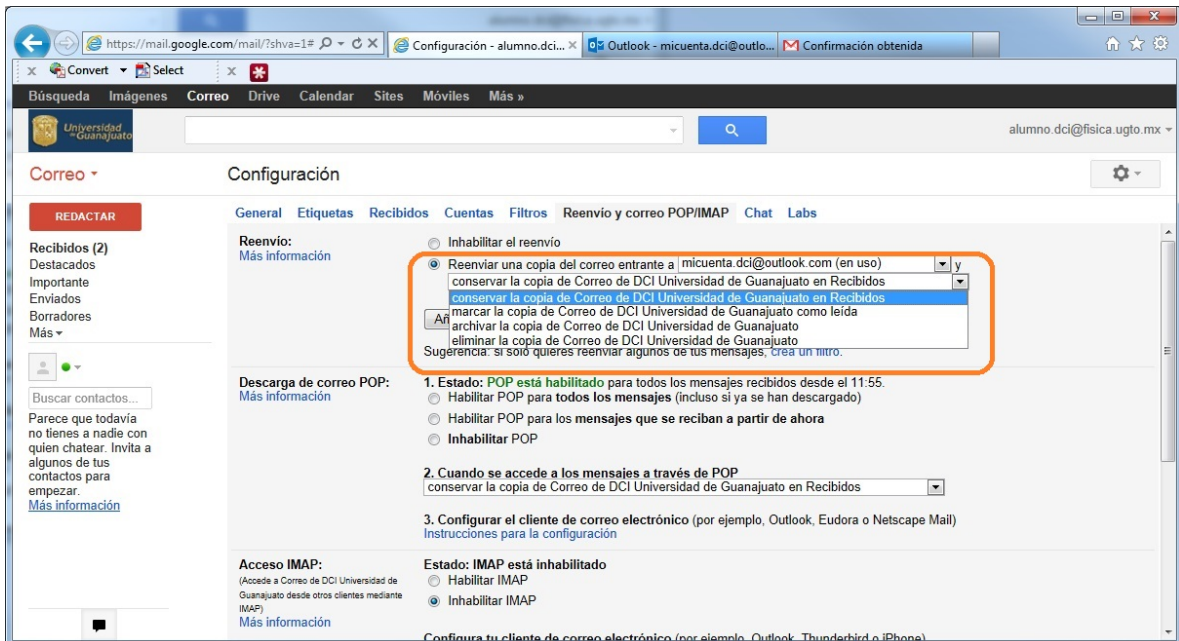 https://mail.google.com/mail/?shva=1#
Configuración - alumno.dci...
Outlook - micuenta.dci@outlo...
Confirmación obtenida
Convert Select
Búsqueda Imágenes Correo Drive Calendar Sites Móviles Más »
Universidad de Guanajuato
alumno.dci@fisica.ugto.mx
Correo
Configuración
REDACTAR
Recibidos (2)
Destacados
Importante
Enviados
Borradores
Más
Buscar contactos...
Parece que todavía
no tienes a nadie con
quien chatear. Invita a
algunos de tus
contactos para
empezar.
Más información
General Etiquetas Recibidos Cuentas Filtros Reenvío y correo POP/IMAP Chat Labs
Reenvío:
Más información
Inhabilitar el reenvío
Reenviar una copia del correo entrante a micuenta.dci@outlook.com (en uso) y
conservar la copia de Correo de DCI Universidad de Guanajuato en Recibidos
conservar la copia de Correo de DCI Universidad de Guanajuato en Recibidos
marcar la copia de Correo de DCI Universidad de Guanajuato como leída
archivar la copia de Correo de DCI Universidad de Guanajuato
eliminar la copia de Correo de DCI Universidad de Guanajuato
Sugerencia: si sólo quieres reenviar algunos de tus mensajes, crea un filtro.
Descarga de correo POP:
Más información
1. Estado: POP está habilitado para todos los mensajes recibidos desde el 11:55.
Habilitar POP para todos los mensajes (incluso si ya se han descargado)
Habilitar POP para los mensajes que se reciban a partir de ahora
Inhabilitar POP
2. Cuando se accede a los mensajes a través de POP
conservar la copia de Correo de DCI Universidad de Guanajuato en Recibidos
3. Configurar el cliente de correo electrónico (por ejemplo, Outlook, Eudora o Netscape Mail)
Instrucciones para la configuración
Acceso IMAP:
(Accede a Correo de DCI Universidad de
Guanajuato desde otros clientes mediante
IMAP)
Más información
Estado: IMAP está inhabilitado
Habilitar IMAP
Inhabilitar IMAP
Configura tu cliente de correo electrónico (por ejemplo, Outlook, Thunderbird o iPhone)